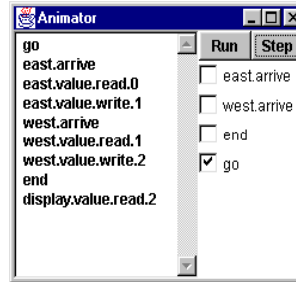 Animator
go
east.arrive
east.value.read.0
east.value.write.1
west.arrive
west.value.read.1
west.value.write.2
end
display.value.read.2
Run Step
east.arrive
west.arrive
end
go